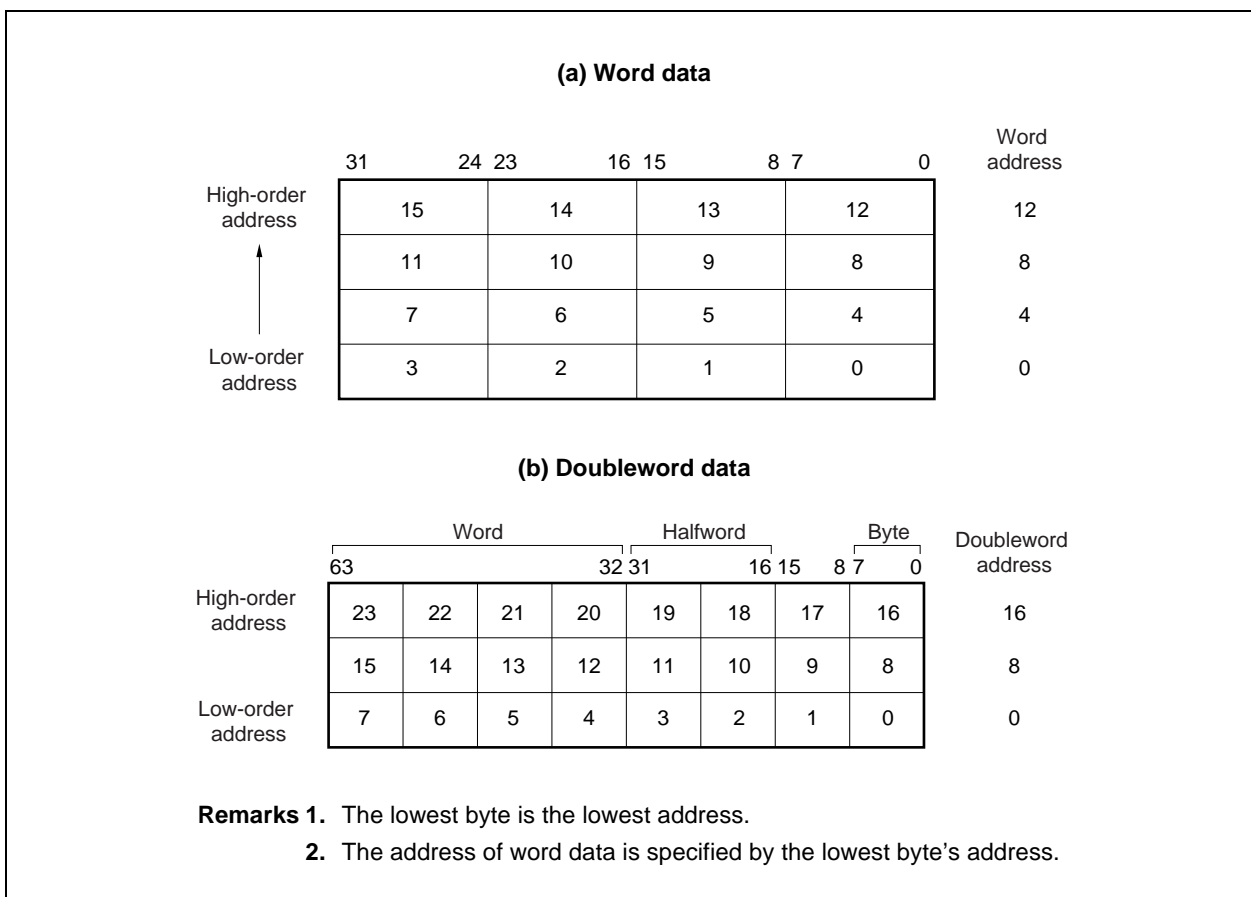 (a) Word data
Word
address
31 24 23 16 15 8 7 0
High-order
address
15 14 13 12 12
11 10 9 8 8
7 6 5 4 4
Low-order
address
3 2 1 0 0
(b) Doubleword data
Word Halfword Byte
Doubleword
address
63 32 31 16 15 8 7 0
High-order
address
23 22 21 20 19 18 17 16 16
15 14 13 12 11 10 9 8 8
Low-order
address
7 6 5 4 3 2 1 0 0
Remarks 1. The lowest byte is the lowest address.
2. The address of word data is specified by the lowest byte's address.